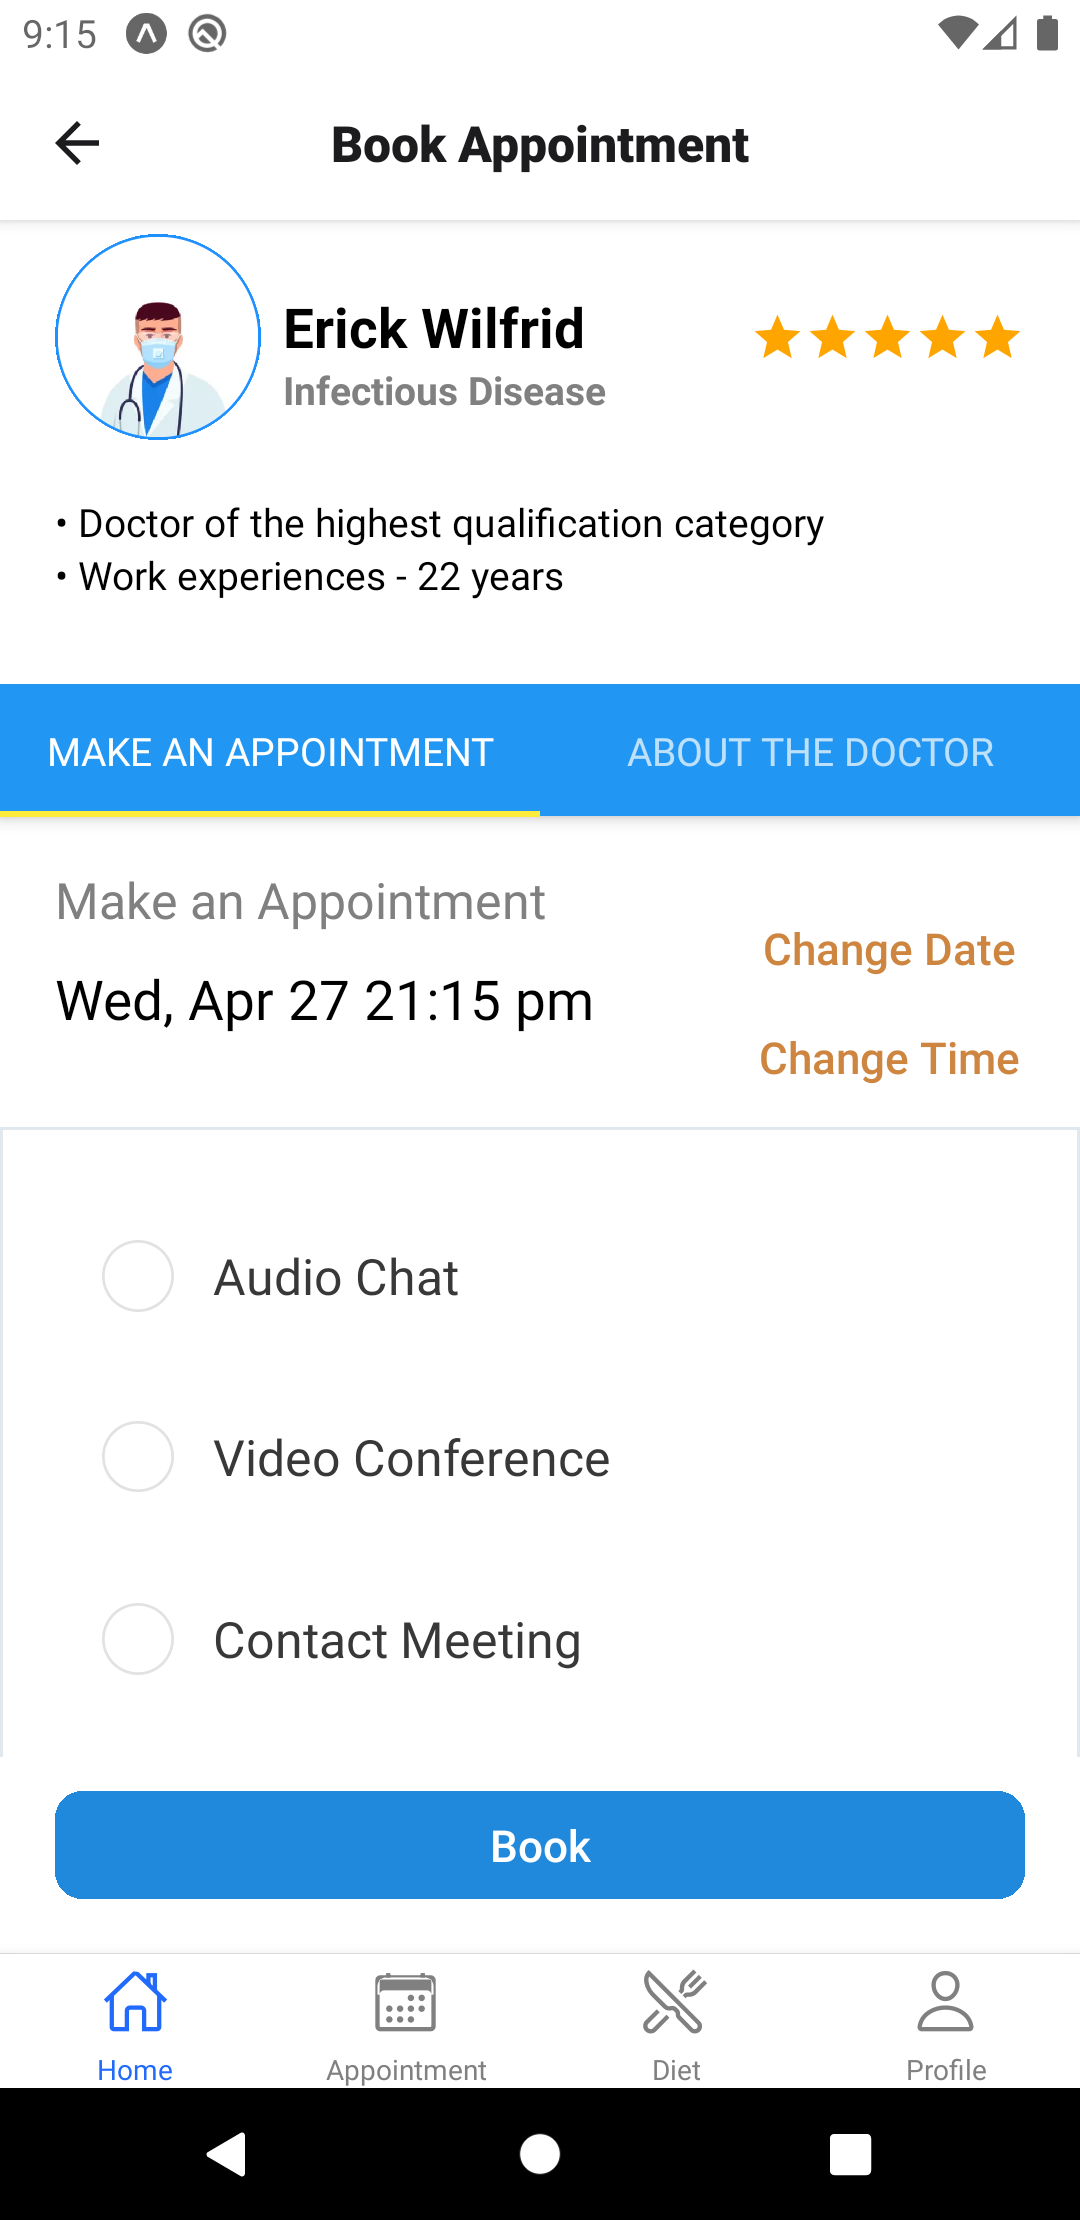 9:15
Book Appointment
Erick Wilfrid
Infectious Disease
• Doctor of the highest qualification category
• Work experiences - 22 years
MAKE AN APPOINTMENT
ABOUT THE DOCTOR
Make an Appointment
Change Date
Wed, Apr 27 21:15 pm
Change Time
Audio Chat
Video Conference
Contact Meeting
Book
Home
Appointment
Diet
Profile